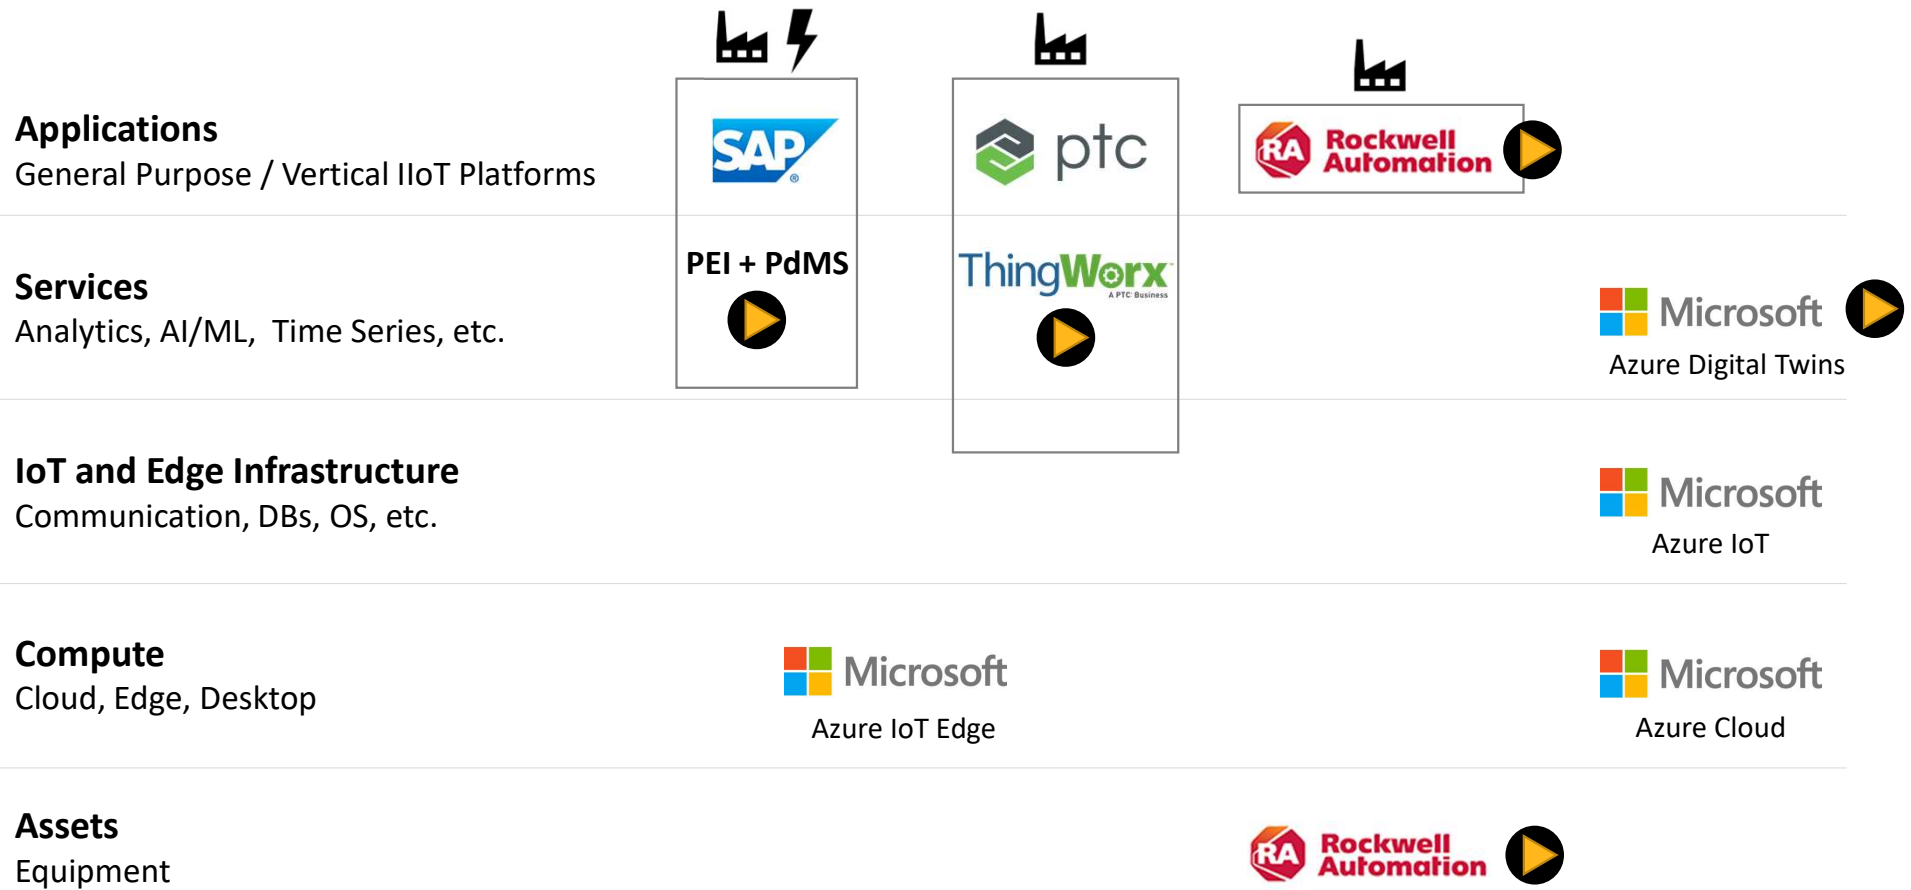 Applications
General Purpose / Vertical IIoT Platforms
SAP
®
ptc
RA Rockwell
Automation
Services
Analytics, AI/ML,  Time Series, etc.
PEI + PdMS
ThingWorx
A PTC Business
Microsoft
Azure Digital Twins
IoT and Edge Infrastructure
Communication, DBs, OS, etc.
Microsoft
Azure IoT
Compute
Cloud, Edge, Desktop
Microsoft
Azure IoT Edge
Microsoft
Azure Cloud
Assets
Equipment
RA Rockwell
Automation